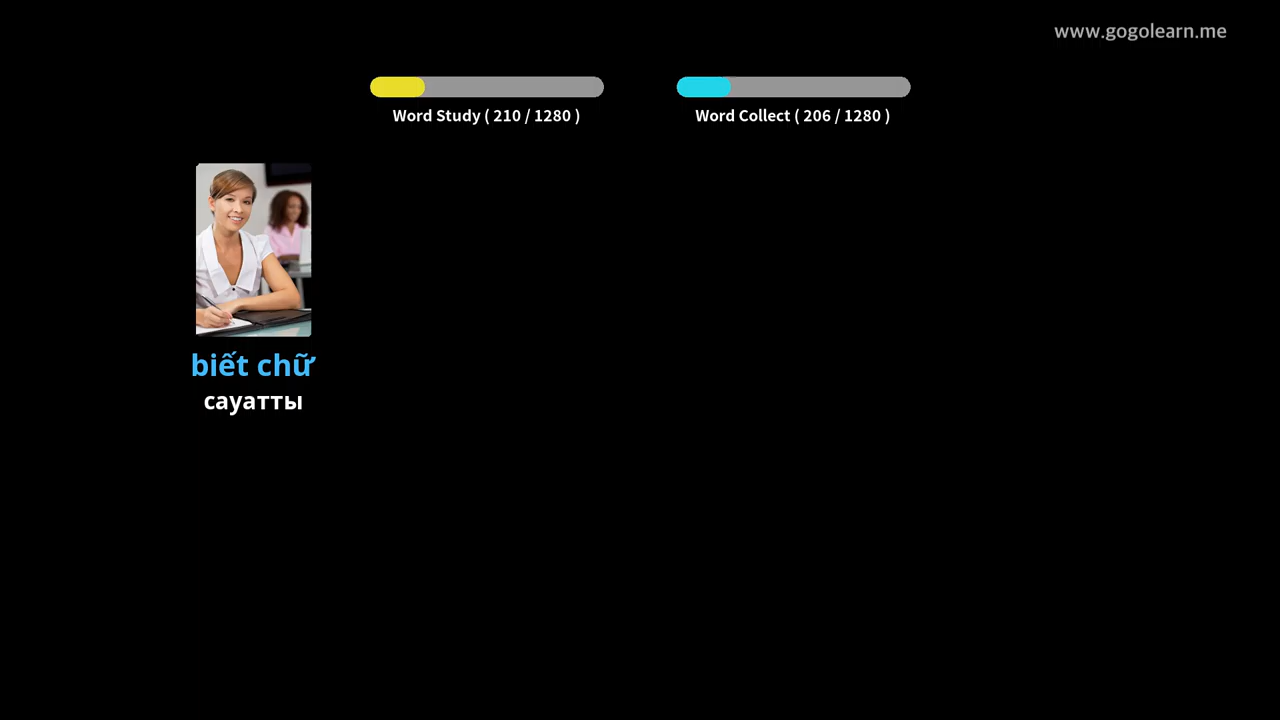 www.gogolearn.me
Word Study ( 210 / 1280 )
Word Collect ( 206 / 1280 )
biết chữ
сауатты